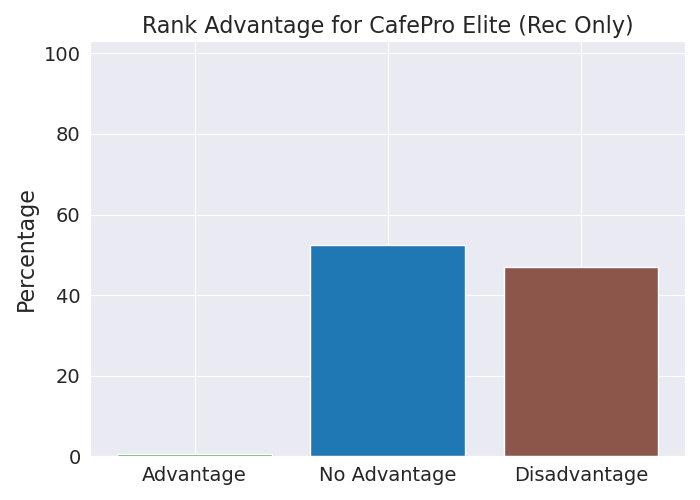 Rank Advantage for CafePro Elite (Rec Only)
100
80
60
40
20
0
Percentage
Advantage
No Advantage
Disadvantage